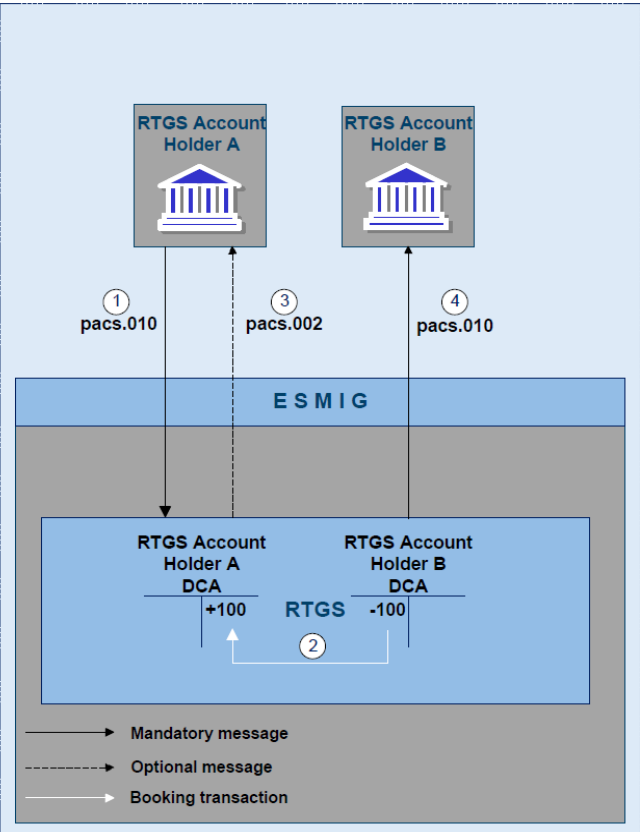 RTGS Account
Holder A
RTGS Account
Holder B
1
pacs.010
3
pacs.002
4
pacs.010
E S M I G
RTGS Account
Holder A
DCA
+100
RTGS
RTGS Account
Holder B
DCA
-100
2
Mandatory message
Optional message
Booking transaction